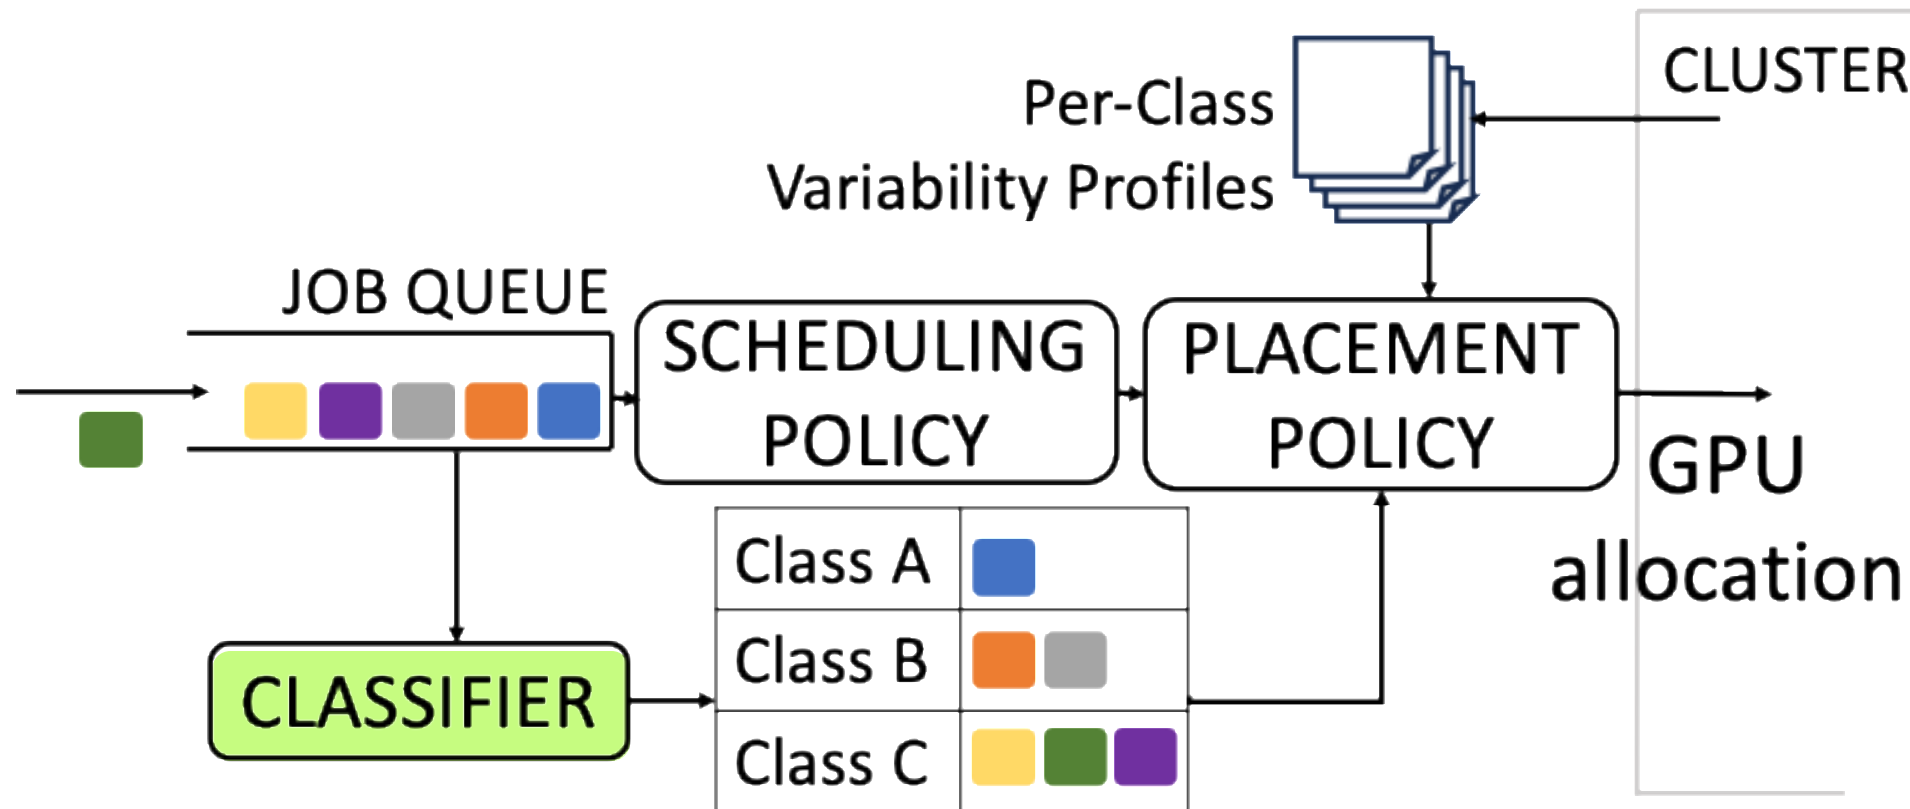 CLUSTER
Per-Class
Variability Profiles
JOB QUEUE
SCHEDULING
POLICY
PLACEMENT
POLICY
GPU
allocation
Class A
Class B
Class C
CLASSIFIER